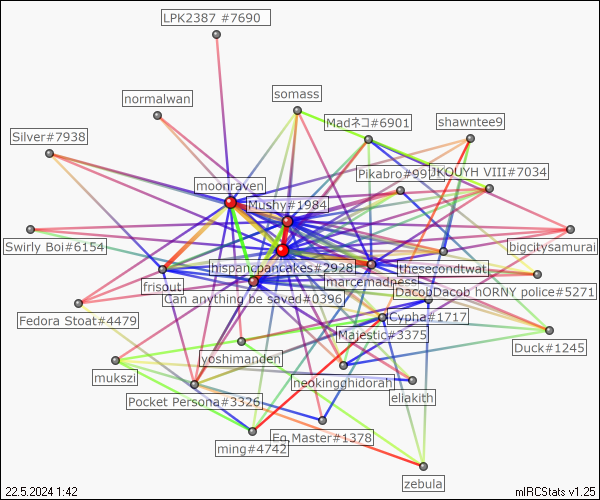 LPK2387 #7690
somass
normalwan
Madネコ#6901
shawntee9
Silver#7938
Pikabro#99
JKOUYH VIII#7034
moonraven
Mushy#1984
Swirly Boi#6154
bigcitysamurai
hispancpancakes#2928
thesecondtwat
marcemadness
frisout
DacobDacob hORNY police#5271
Can anything be saved#0396
Fedora Stoat#4479
Cypha#1717
Majestic#3375
Duck#1245
yoshimanden
mukszi
neokingghidorah
eliakith
Pocket Persona#3326
Eg Master#1378
ming#4742
zebula
22.5.2024 1:42
mIRCStats v1.25